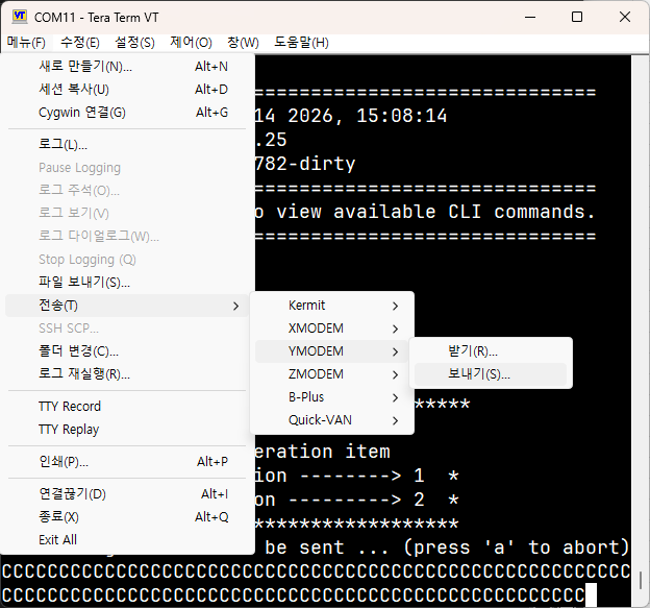 COM11 - Tera Term VT
메뉴(F) 수정(E) 설정(S) 제어(O) 창(W) 도움말(H)
새로 만들기(N)... Alt+N
세션 복사(U) Alt+D
Cygwin 연결(G) Alt+G
로그(L)...
Pause Logging
로그 주석(O)...
로그 보기(V)
로그 다이얼로그(W)...
Stop Logging (Q)
파일 보내기(S)...
전송(T)
SSH SCP...
폴더 변경(C)...
로그 재실행(R)...
TTY Record
TTY Replay
인쇄(P)... Alt+P
연결끊기(D) Alt+I
종료(X) Alt+Q
Exit All
Kermit
XMODEM
YMODEM
ZMODEM
B-Plus
Quick-VAN
받기(R)...
보내기(S)...
==============================
14 2026, 15:08:14
.25
782-dirty
==============================
o view available CLI commands.
==============================
*****
eration item
ion --------> 1 *
on --------> 2 *
******************
be sent ... (press 'a' to abort)
CCCCCCCCCCCCCCCCCCCCCCCCCCCCCCCCCCCCCCCCCCCCCCCCCCCCCCC
CCCCCCCCCCCCCCCCCCCCCCCCCCCCCCCCCCCCCCCCCCCCCCCCCCC